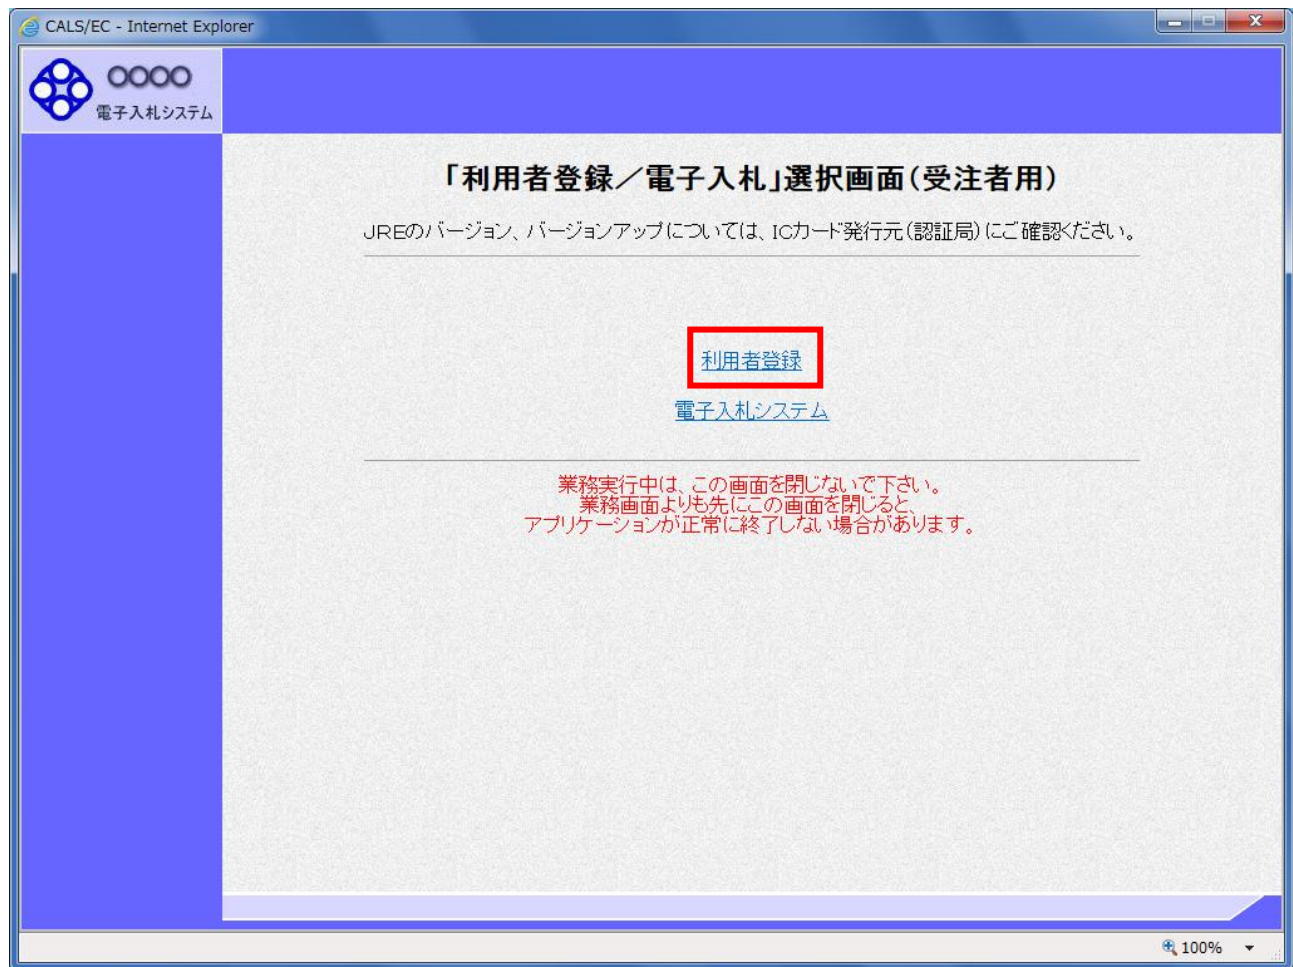 CALS/EC - Internet Explorer
○○○○
電子入札システム
「利用者登録／電子入札」選択画面（受注者用）
JREのバージョン、バージョンアップについては、ICカード発行元（認証局）にご確認ください。
利用者登録
電子入札システム
業務実行中は、この画面を閉じないで下さい。
業務画面よりも先にこの画面を閉じると、
アプリケーションが正常に終了しない場合があります。
100%